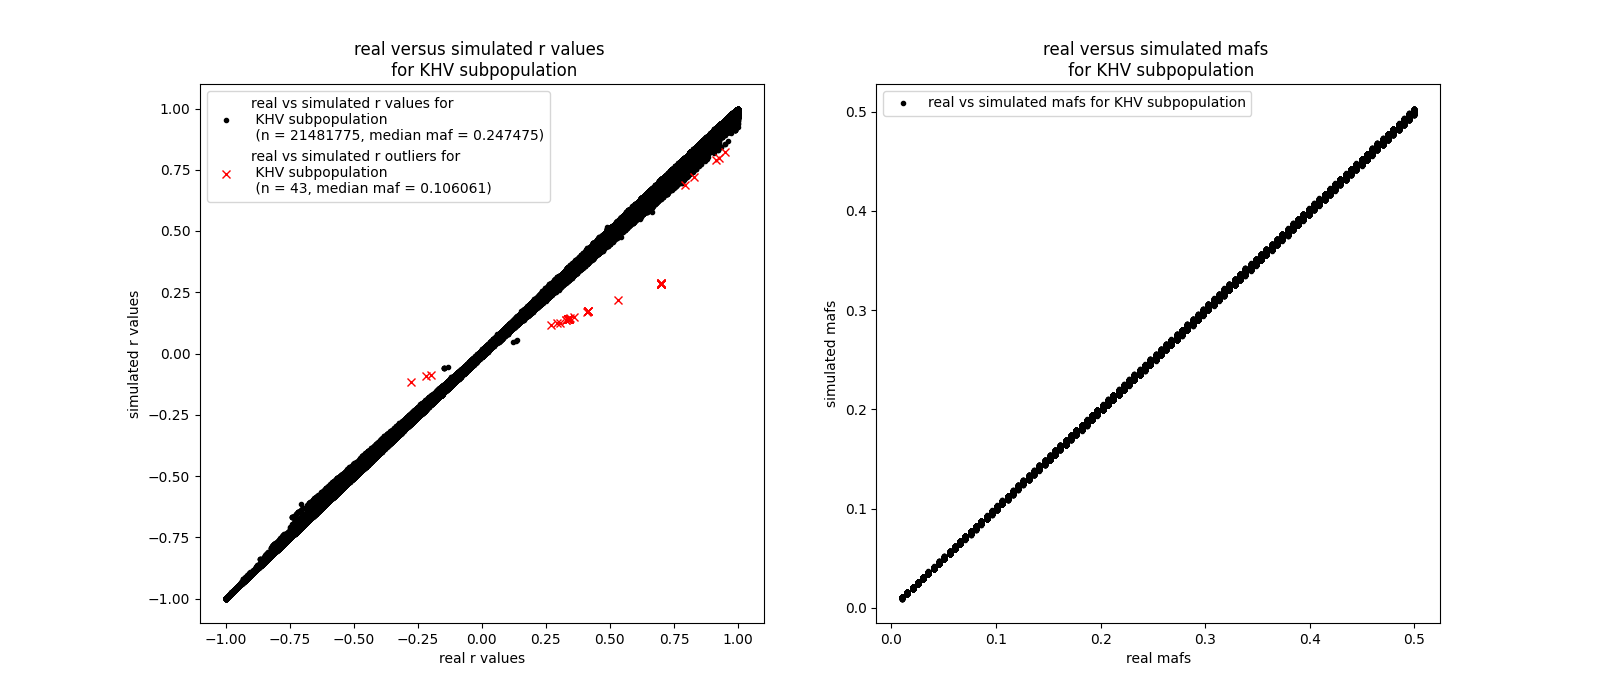 real versus simulated r values
for KHV subpopulation
real vs simulated r values for
KHV subpopulation
(n = 21481775, median maf = 0.247475)
real vs simulated r outliers for
KHV subpopulation
(n = 43, median maf = 0.106061)
1.00
0.75
0.50
0.25
0.00
−0.25
−0.50
−0.75
−1.00
simulated r values
−1.00 −0.75 −0.50 −0.25 0.00 0.25 0.50 0.75 1.00
real r values
real versus simulated mafs
for KHV subpopulation
real vs simulated mafs for KHV subpopulation
0.5
0.4
0.3
0.2
0.1
0.0
simulated mafs
0.0 0.1 0.2 0.3 0.4 0.5
real mafs